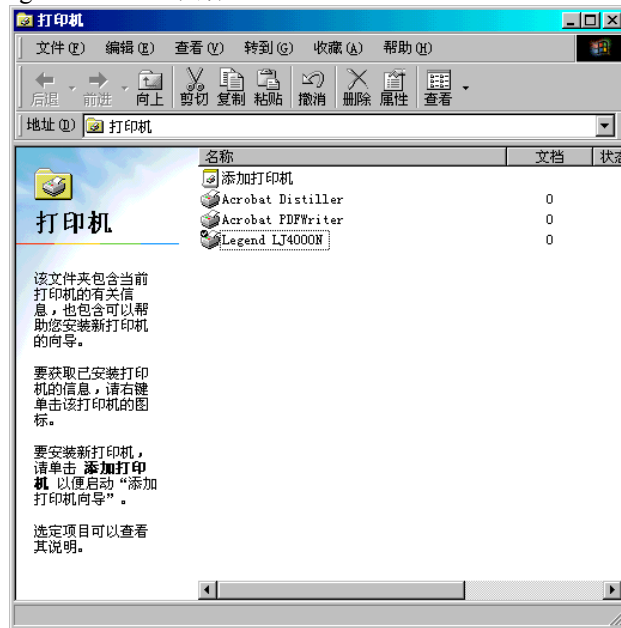 打印机
文件(F) 编辑(E) 查看(V) 转到(G) 收藏(A) 帮助(H)
后退 前进 向上 剪切 复制 粘贴 撤消 删除 属性 查看
地址(D) 打印机
名称 文档 状态
添加打印机
Acrobat Distiller 0
Acrobat PDFWriter 0
Legend LJ4000N 0
打印机
该文件夹包含当前
打印机的有关信
息，也包含可以帮
助您安装新打印机
的向导。
要获取已安装打印
机的信息，请右键
单击该打印机的图
标。
要安装新打印机，
请单击 添加打印
机 以便启动“添加
打印机向导”。
选定项目可以查看
其说明。